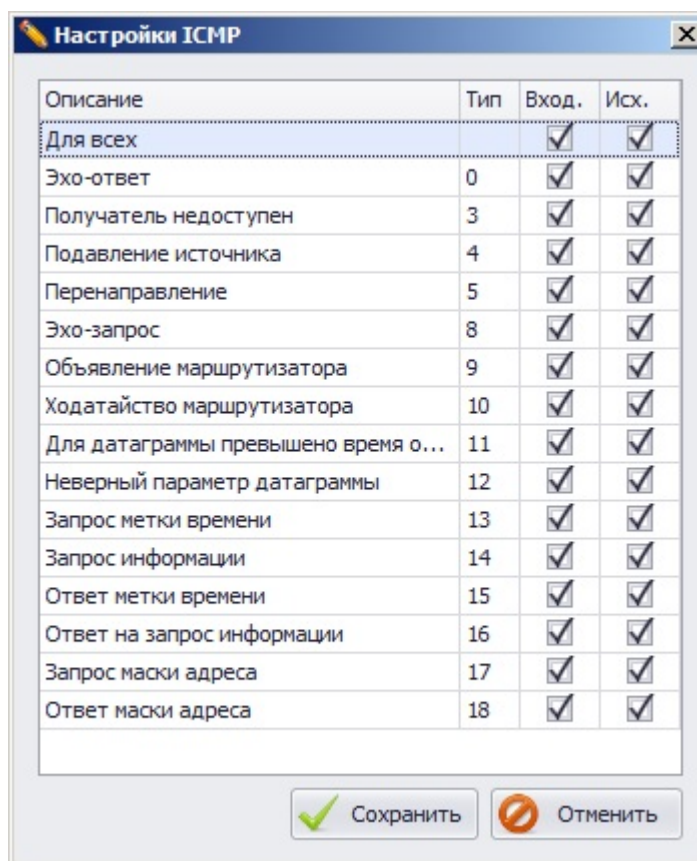 Настройки ICMP
Описание Тип Вход. Исх.
Для всех
Эхо-ответ 0
Получатель недоступен 3
Подавление источника 4
Перенаправление 5
Эхо-запрос 8
Объявление маршрутизатора 9
Ходатайство маршрутизатора 10
Для датаграммы превышено время о... 11
Неверный параметр датаграммы 12
Запрос метки времени 13
Запрос информации 14
Ответ метки времени 15
Ответ на запрос информации 16
Запрос маски адреса 17
Ответ маски адреса 18
Сохранить Отменить